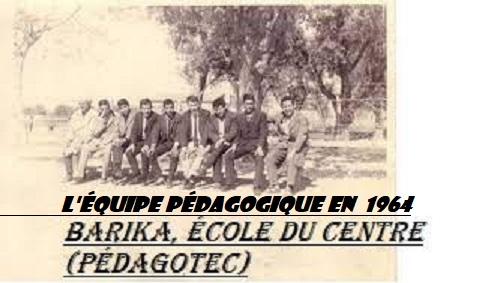 L'ÉQUIPE PÉDAGOGIQUE EN 1964
BARIKA, ÉCOLE DU CENTRE
(PÉDAGOTEC)